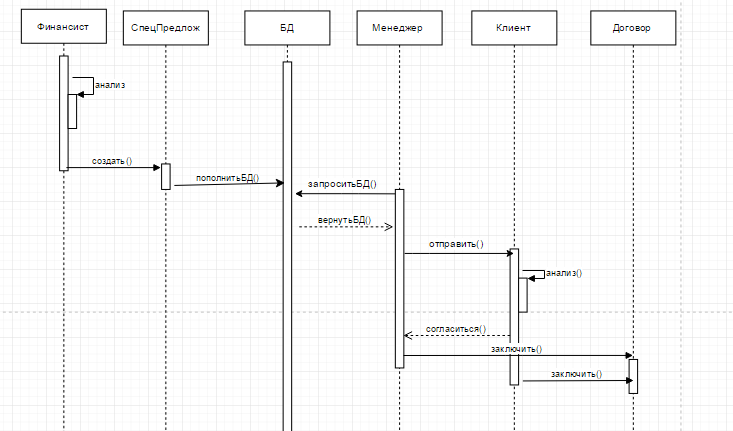 Финансист
СпецПредлож
БД
Менеджер
Клиент
Договор
анализ
создать()
пополнитьБД()
запроситьБД()
вернутьБД()
отправить()
анализ()
согласиться()
заключить()
заключить()